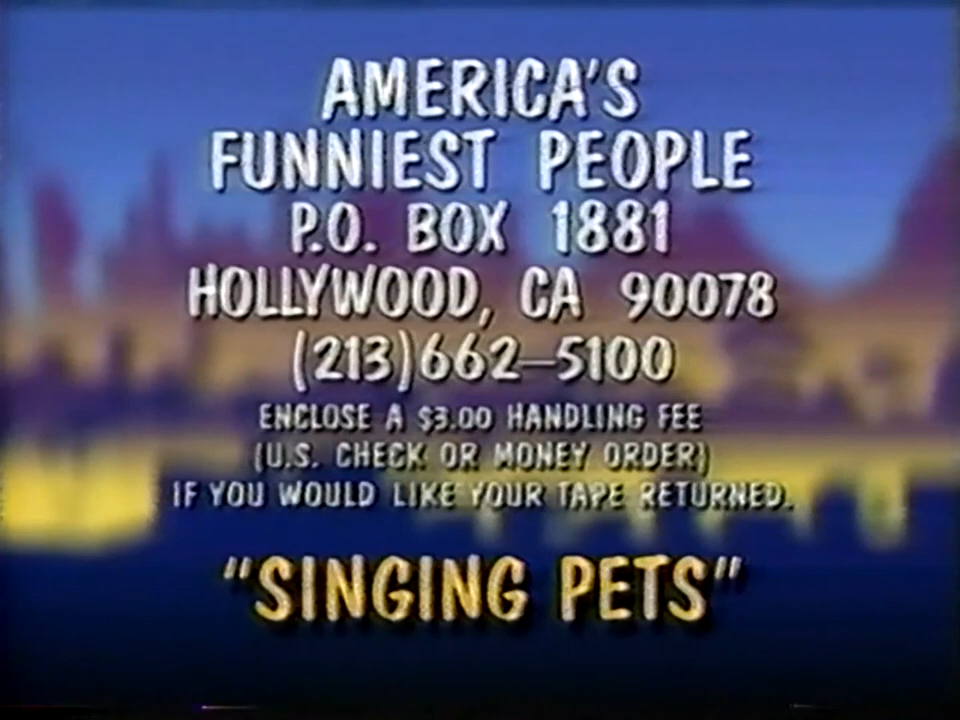 AMERICA'S
FUNNIEST PEOPLE
P.O. BOX 1881
HOLLYWOOD, CA 90078
(213)662–5100
ENCLOSE A $3.00 HANDLING FEE
(U.S. CHECK OR MONEY ORDER)
IF YOU WOULD LIKE YOUR TAPE RETURNED.
"SINGING PETS"